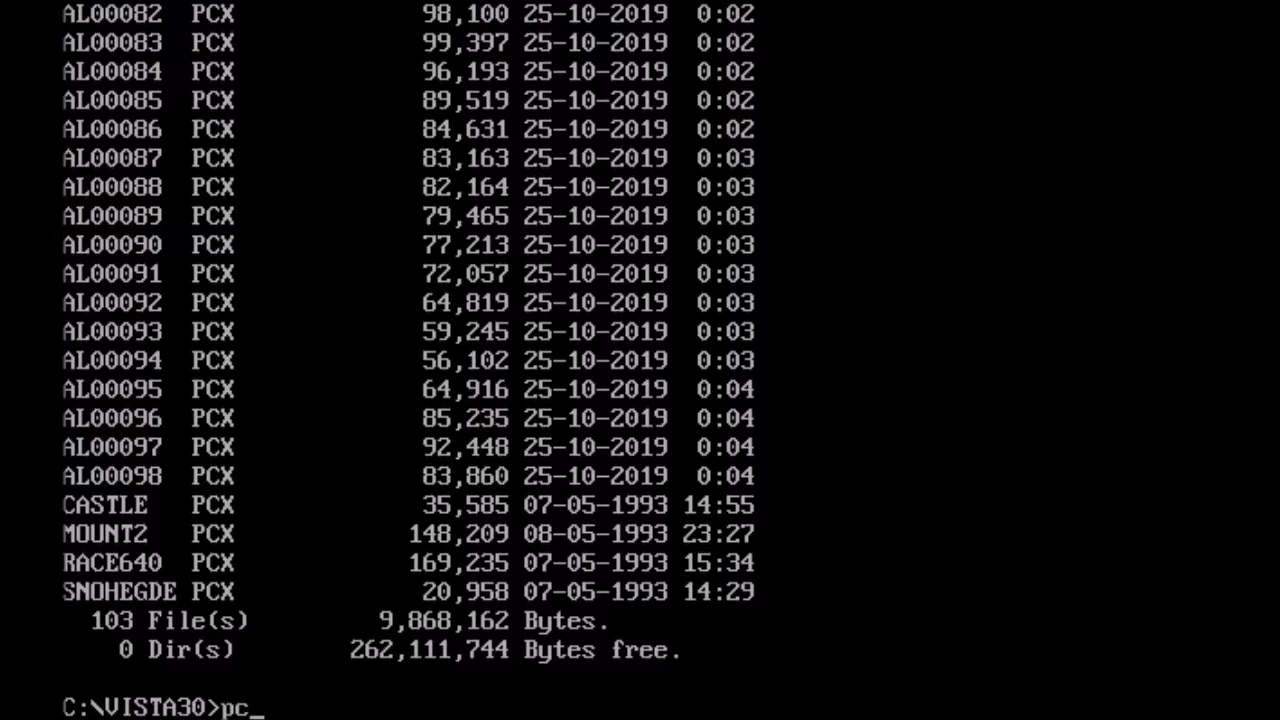 AL00082  PCX             98,100 25-10-2019  0:02
AL00083  PCX             99,397 25-10-2019  0:02
AL00084  PCX             96,193 25-10-2019  0:02
AL00085  PCX             89,519 25-10-2019  0:02
AL00086  PCX             84,631 25-10-2019  0:02
AL00087  PCX             83,163 25-10-2019  0:03
AL00088  PCX             82,164 25-10-2019  0:03
AL00089  PCX             79,465 25-10-2019  0:03
AL00090  PCX             77,213 25-10-2019  0:03
AL00091  PCX             72,057 25-10-2019  0:03
AL00092  PCX             64,819 25-10-2019  0:03
AL00093  PCX             59,245 25-10-2019  0:03
AL00094  PCX             56,102 25-10-2019  0:03
AL00095  PCX             64,916 25-10-2019  0:04
AL00096  PCX             85,235 25-10-2019  0:04
AL00097  PCX             92,448 25-10-2019  0:04
AL00098  PCX             83,860 25-10-2019  0:04
CASTLE   PCX             35,585 07-05-1993 14:55
MOUNT2   PCX            148,209 08-05-1993 23:27
RACE640  PCX            169,235 07-05-1993 15:34
SNOHEGDE PCX             20,958 07-05-1993 14:29
  103 File(s)         9,868,162 Bytes.
    0 Dir(s)        262,111,744 Bytes free.
C:\VISTA30>pc_